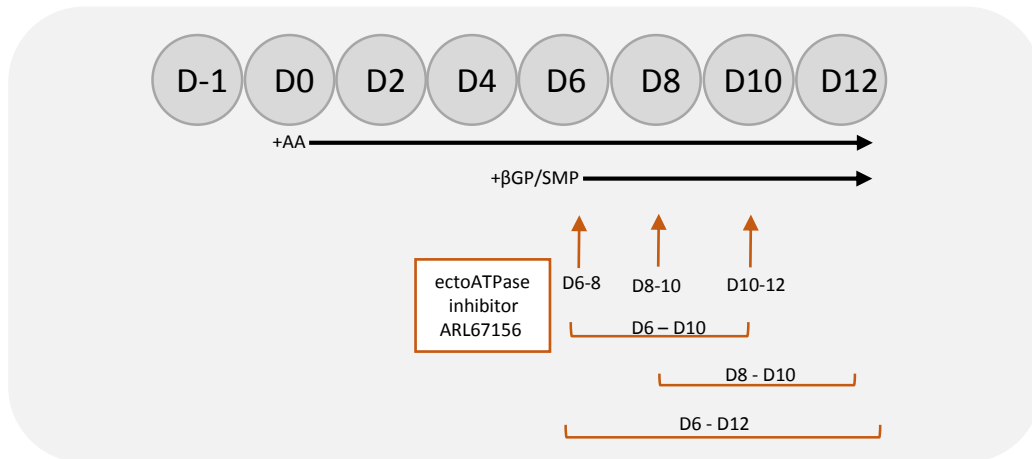 D-1 D0 D2 D4 D6 D8 D10 D12
+AA
+βGP/SMP
ectoATPase
inhibitor
ARL67156
D6-8 D8-10 D10-12
D6 – D10
D8 - D10
D6 - D12